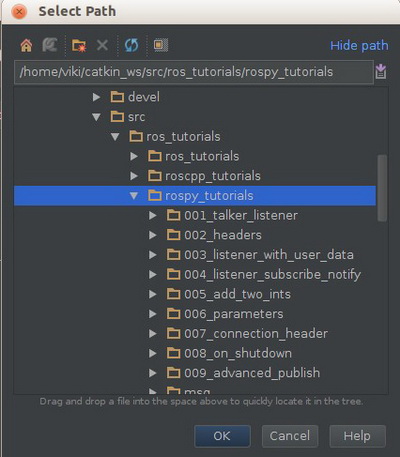 Select Path
Hide path
/home/viki/catkin_ws/src/ros_tutorials/rospy_tutorials
devel
src
ros_tutorials
ros_tutorials
roscpp_tutorials
rospy_tutorials
001_talker_listener
002_headers
003_listener_with_user_data
004_listener_subscribe_notify
005_add_two_ints
006_parameters
007_connection_header
008_on_shutdown
009_advanced_publish
msg
Drag and drop a file into the space above to quickly locate it in the tree.
OK Cancel Help